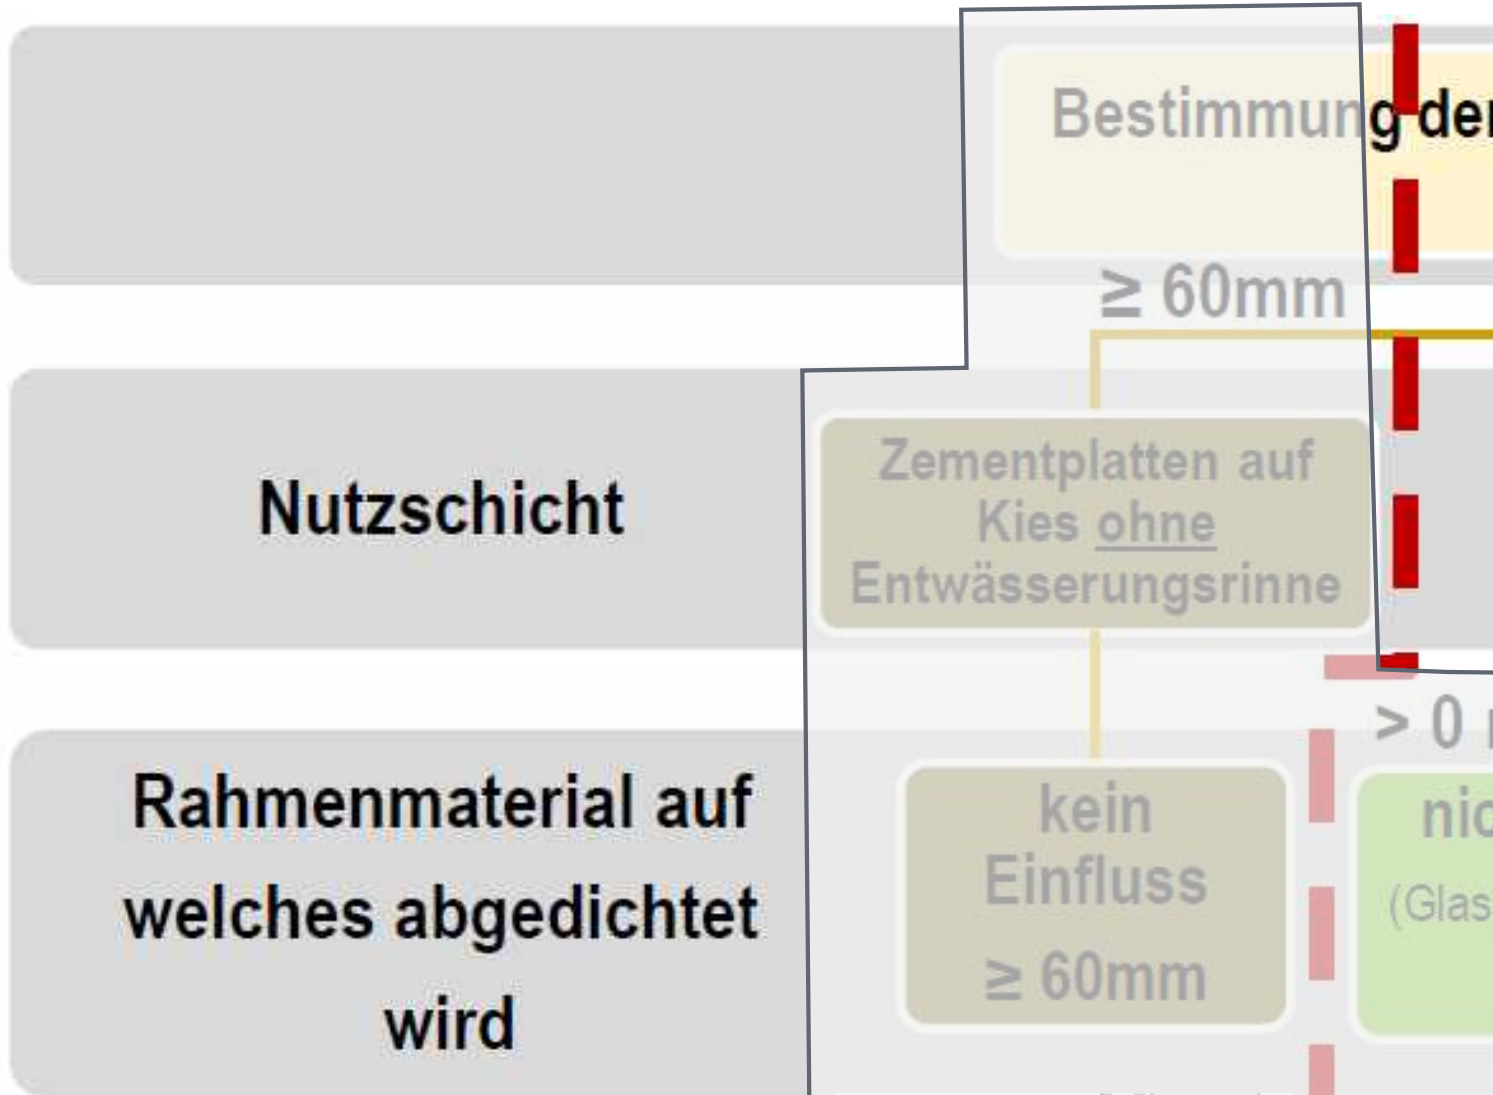 Bestimmung der
≥ 60mm
Nutzschicht
Zementplatten auf
Kies ohne
Entwässerungsrinne
> 0
Rahmenmaterial auf
welches abgedichtet
wird
kein
Einfluss
≥ 60mm